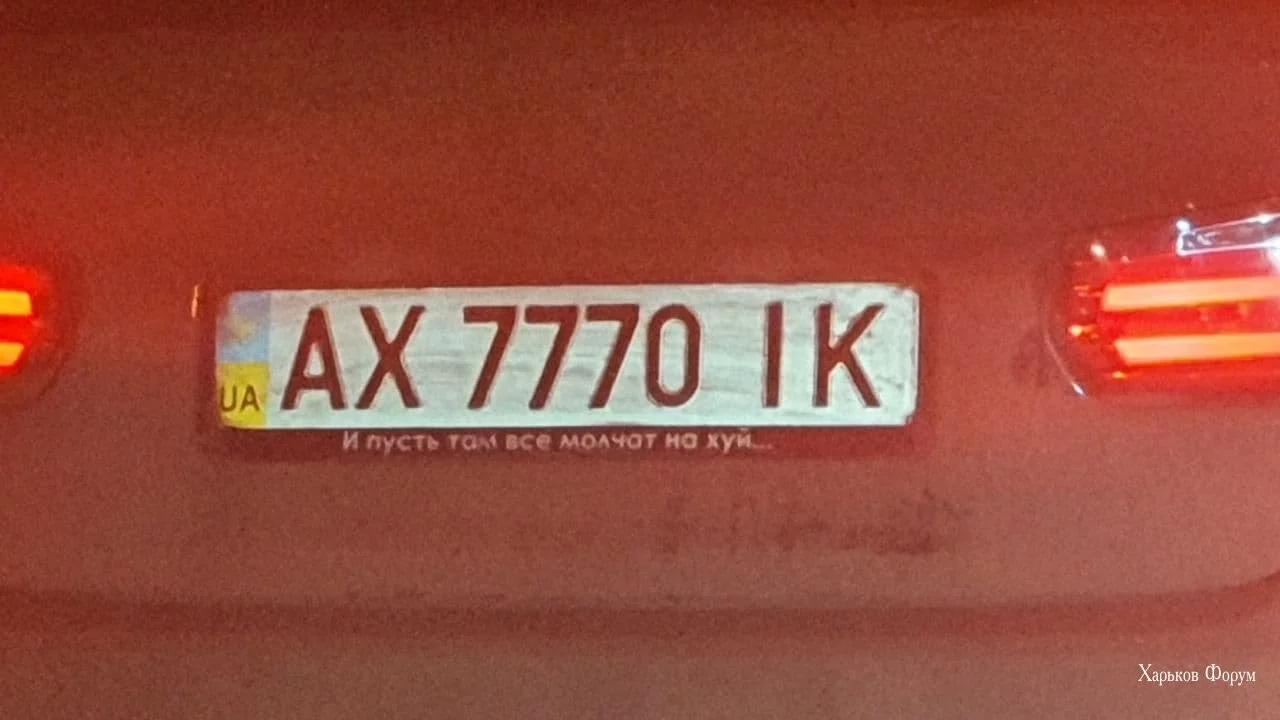 AX 7770 IK
UA
И пусть там все молчат на хуй...
Харьков Форум